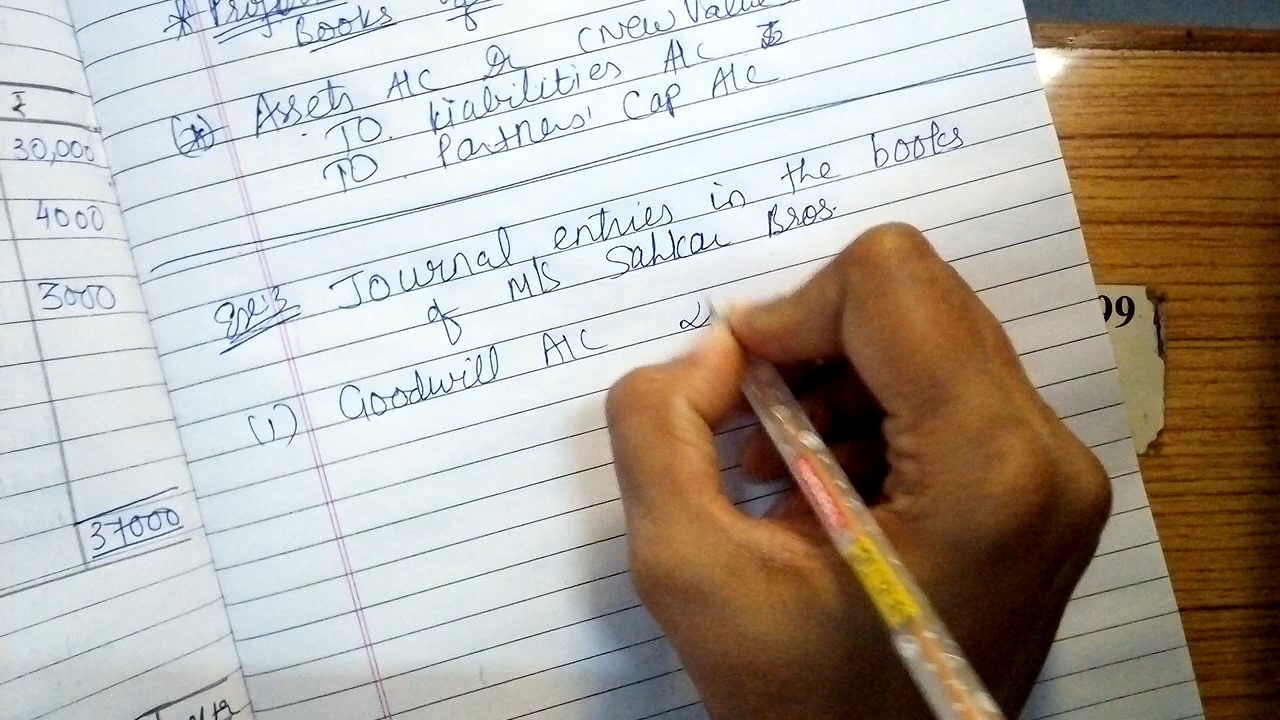 ₹
30,000
4000
3000
37000
Books of
Assets A/C Dr (New Value
TO Liabilities A/C
TO Partners' Cap A/C
Journal entries in the books
of M/S Sahkar Bros.
(1) Goodwill A/C
99